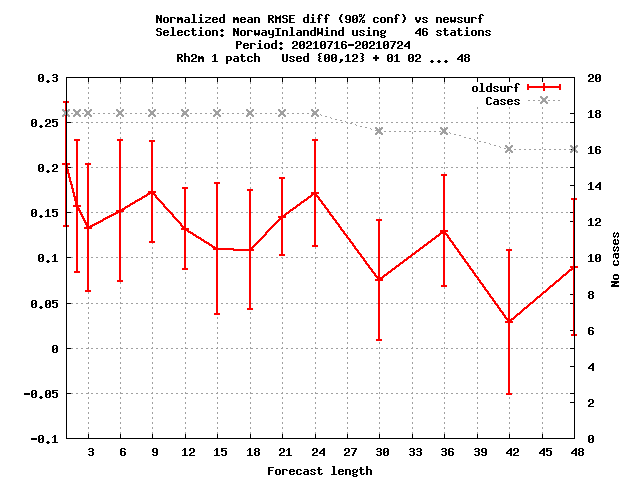 Normalized mean RMSE diff (90% conf) vs newsurf
Selection: NorwayInlandWind using    46 stations
Period: 20210716-20210724
Rh2m 1 patch   Used {00,12} + 01 02 ... 48
oldsurf
Cases
0.3
0.25
0.2
0.15
0.1
0.05
0
-0.05
-0.1
20
18
16
14
12
10
8
6
4
2
0
No cases
3 6 9 12 15 18 21 24 27 30 33 36 39 42 45 48
Forecast length